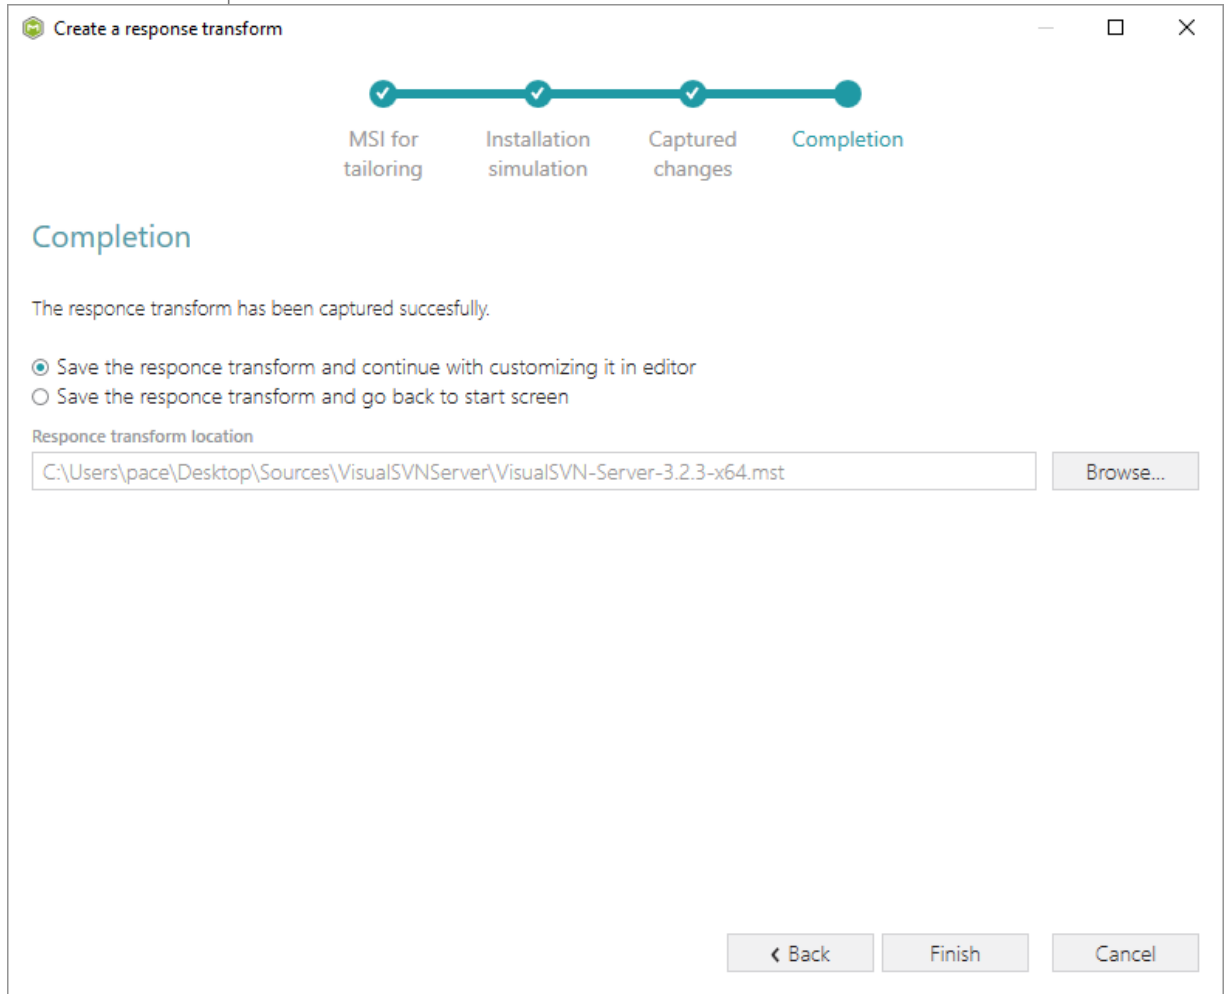 Create a response transform
MSI for tailoring
Installation simulation
Captured changes
Completion
Completion
The responce transform has been captured succesfully.
Save the responce transform and continue with customizing it in editor
Save the responce transform and go back to start screen
Responce transform location
C:\Users\pace\Desktop\Sources\VisualSVNServer\VisualSVN-Server-3.2.3-x64.mst
Browse...
Back
Finish
Cancel